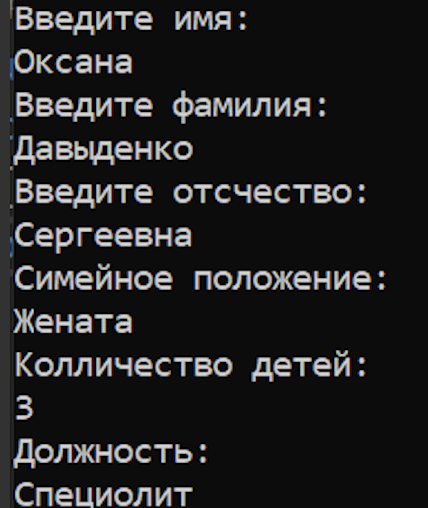 Введите имя:
Оксана
Введите фамилия:
Давыденко
Введите отсчество:
Сергеевна
Симейное положение:
Жената
Колличество детей:
3
Должность:
Специолит